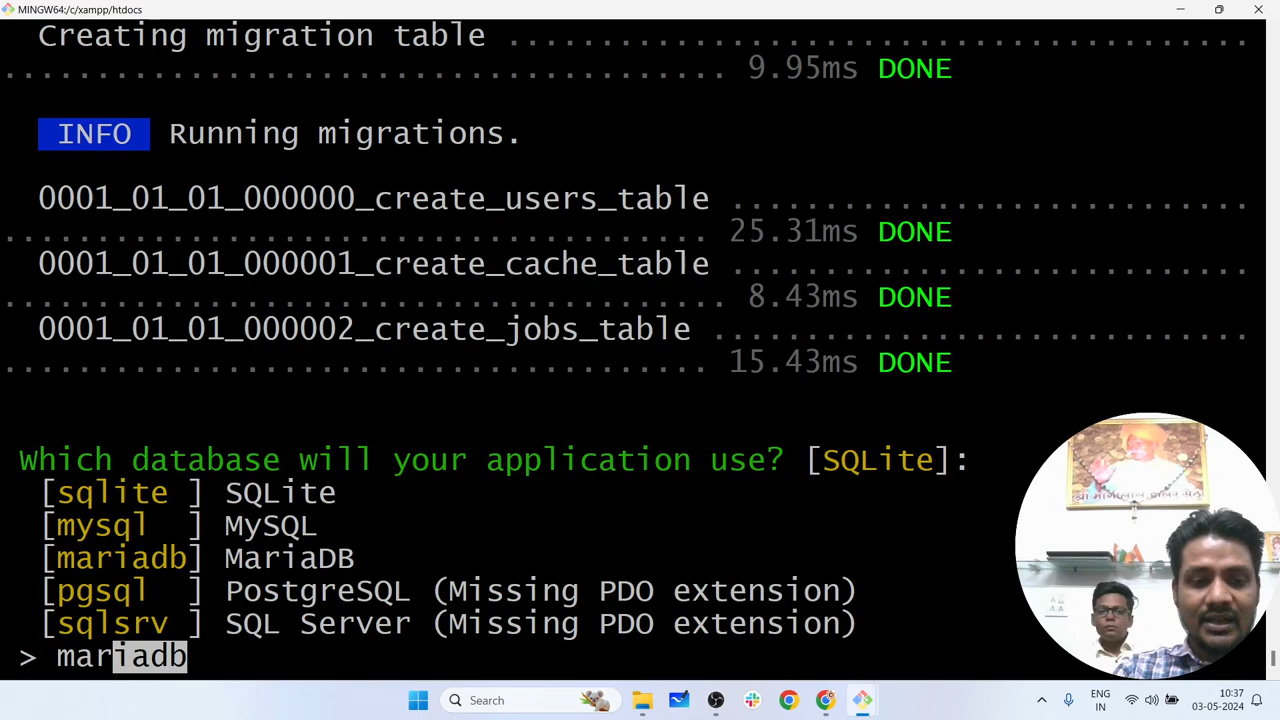 MINGW64:/c/xampp/htdocs
Creating migration table ........................................
....................................... 9.95ms DONE
INFO Running migrations.
0001_01_01_000000_create_users_table ............................
...................................... 25.31ms DONE
0001_01_01_000001_create_cache_table ............................
....................................... 8.43ms DONE
0001_01_01_000002_create_jobs_table .............................
...................................... 15.43ms DONE
Which database will your application use? [SQLite]:
[sqlite ] SQLite
[mysql  ] MySQL
[mariadb] MariaDB
[pgsql  ] PostgreSQL (Missing PDO extension)
[sqlsrv ] SQL Server (Missing PDO extension)
> mariadb
Search
ENG
IN
10:37
03-05-2024